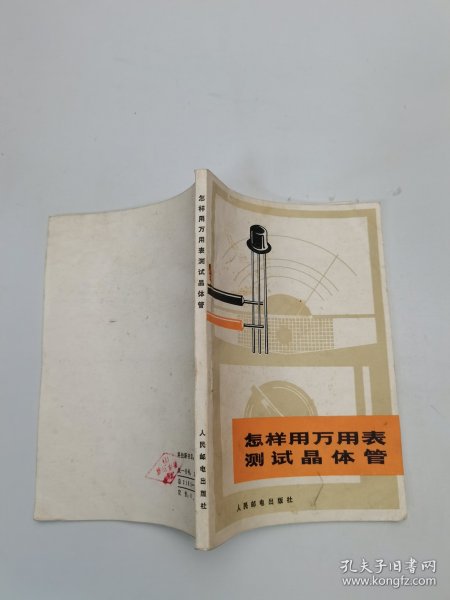 怎样用万用表测试晶体管
人民邮电出版社
怎样用万用表
测试晶体管
人民邮电出版社
孔夫子旧书网
www.kongfz.com